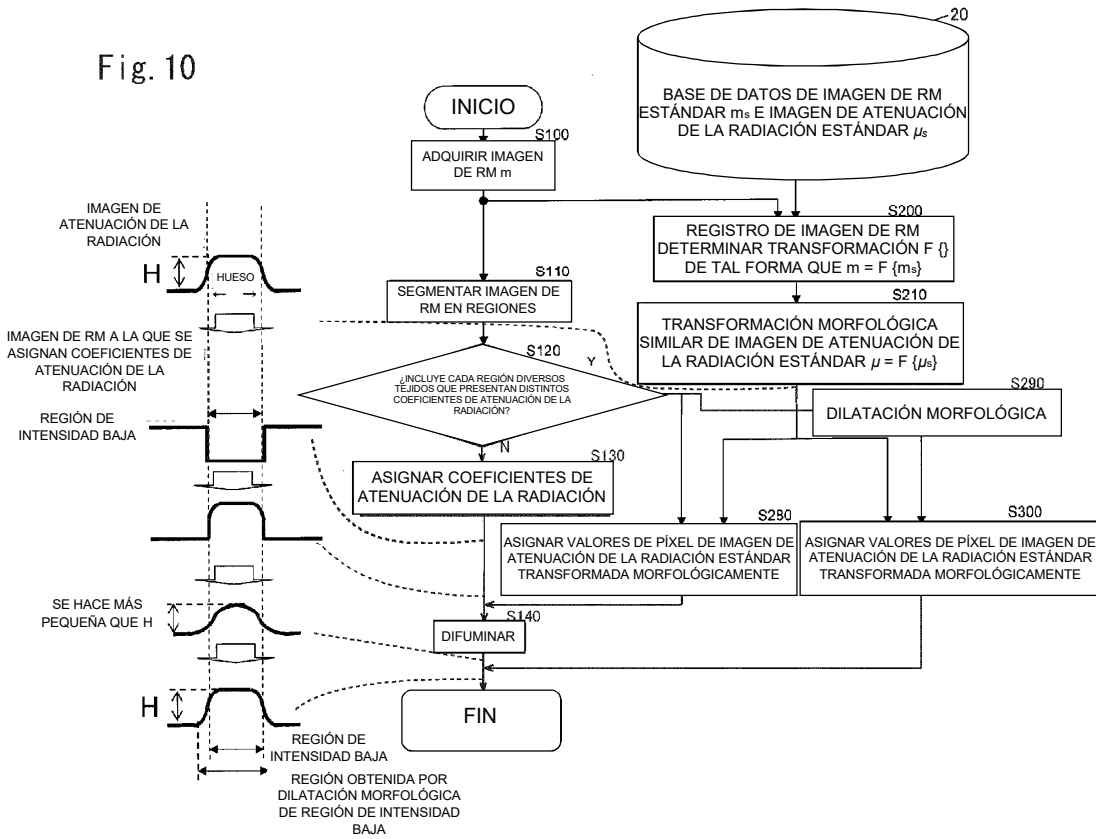 Fig. 10
20
BASE DE DATOS DE IMAGEN DE RM
ESTÁNDAR ms E IMAGEN DE ATENUACIÓN
DE LA RADIACIÓN ESTÁNDAR μs
INICIO
S100
ADQUIRIR IMAGEN
DE RM m
S200
REGISTRO DE IMAGEN DE RM
DETERMINAR TRANSFORMACIÓN F {}
DE TAL FORMA QUE m = F {ms}
S110
SEGMENTAR IMAGEN DE
RM EN REGIONES
S210
TRANSFORMACIÓN MORFOLÓGICA
SIMILAR DE IMAGEN DE ATENUACIÓN DE
LA RADIACIÓN ESTÁNDAR μ = F {μs}
S120
Y
¿INCLUYE CADA REGIÓN DIVERSOS
TEJIDOS QUE PRESENTAN DISTINTOS
COEFICIENTES DE ATENUACIÓN DE LA
RADIACIÓN?
N
S290
DILATACIÓN MORFOLÓGICA
S130
ASIGNAR COEFICIENTES DE
ATENUACIÓN DE LA RADIACIÓN
S280
ASIGNAR VALORES DE PÍXEL DE IMAGEN DE
ATENUACIÓN DE LA RADIACIÓN ESTÁNDAR
TRANSFORMADA MORFOLÓGICAMENTE
S300
ASIGNAR VALORES DE PÍXEL DE IMAGEN DE
ATENUACIÓN DE LA RADIACIÓN ESTÁNDAR
TRANSFORMADA MORFOLÓGICAMENTE
S140
DIFUMINAR
FIN
IMAGEN DE
ATENUACIÓN DE LA
RADIACIÓN
H
HUESO
IMAGEN DE RM A LA QUE SE
ASIGNAN COEFICIENTES DE
ATENUACIÓN DE LA
RADIACIÓN
REGIÓN DE
INTENSIDAD BAJA
SE HACE MÁS
PEQUEÑA QUE H
H
REGIÓN DE
INTENSIDAD BAJA
REGIÓN OBTENIDA POR
DILATACIÓN MORFOLÓGICA
DE REGIÓN DE INTENSIDAD
BAJA